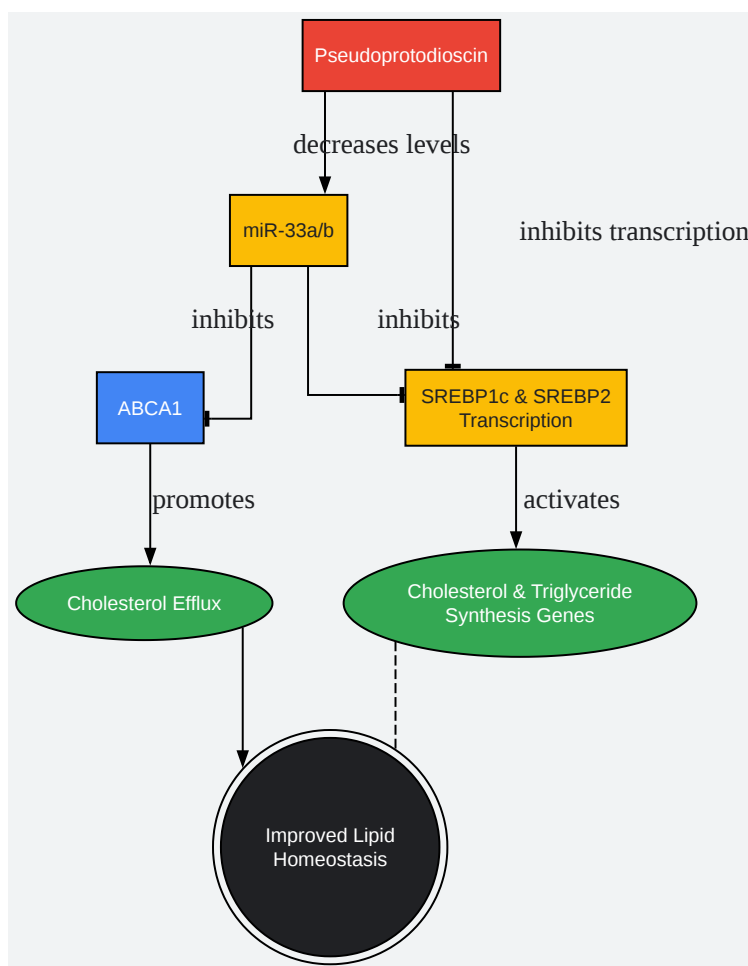 Pseudoprotodioscin
decreases levels
miR-33a/b
inhibits transcription
inhibits
inhibits
ABCA1
SREBP1c & SREBP2
Transcription
promotes
activates
Cholesterol Efflux
Cholesterol & Triglyceride
Synthesis Genes
Improved Lipid
Homeostasis